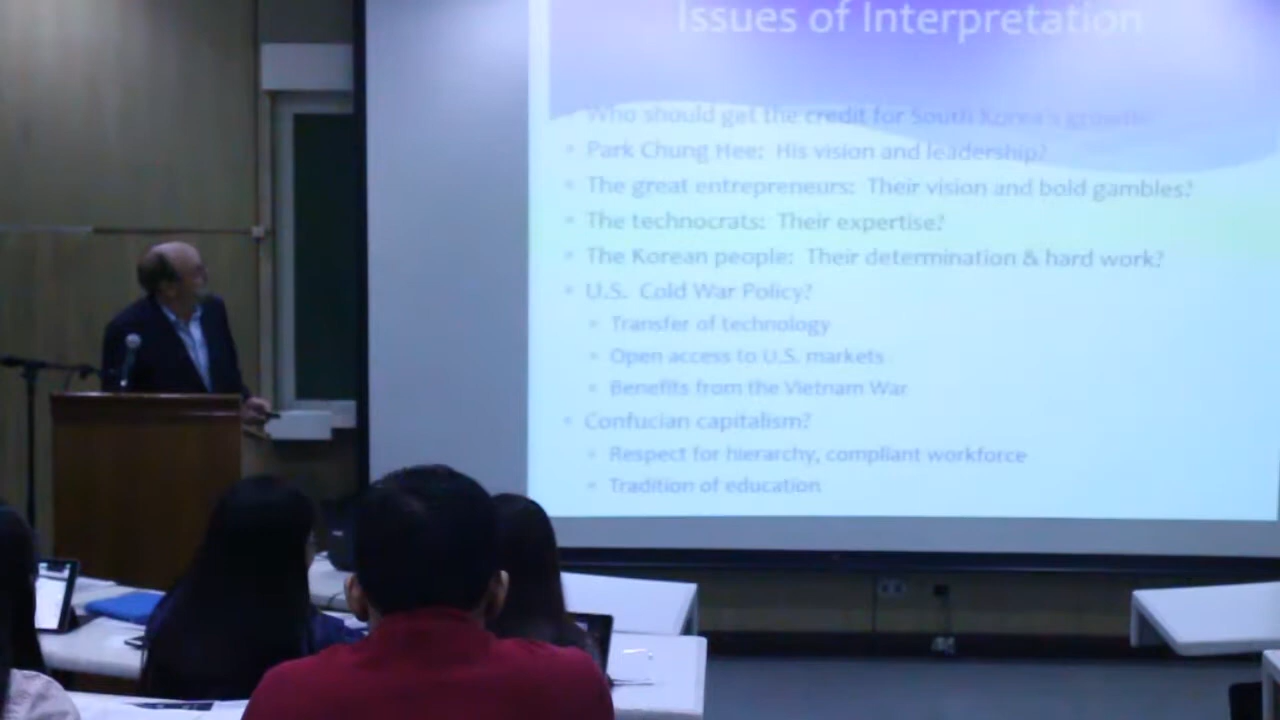 Issues of Interpretation
Who should get the credit for South Korea's growth?
Park Chung Hee: His vision and leadership?
The great entrepreneurs: Their vision and bold gambles?
The technocrats: Their expertise?
The Korean people: Their determination & hard work?
U.S. Cold War Policy?
Transfer of technology
Open access to U.S. markets
Benefits from the Vietnam War
Confucian capitalism?
Respect for hierarchy, compliant workforce
Tradition of education